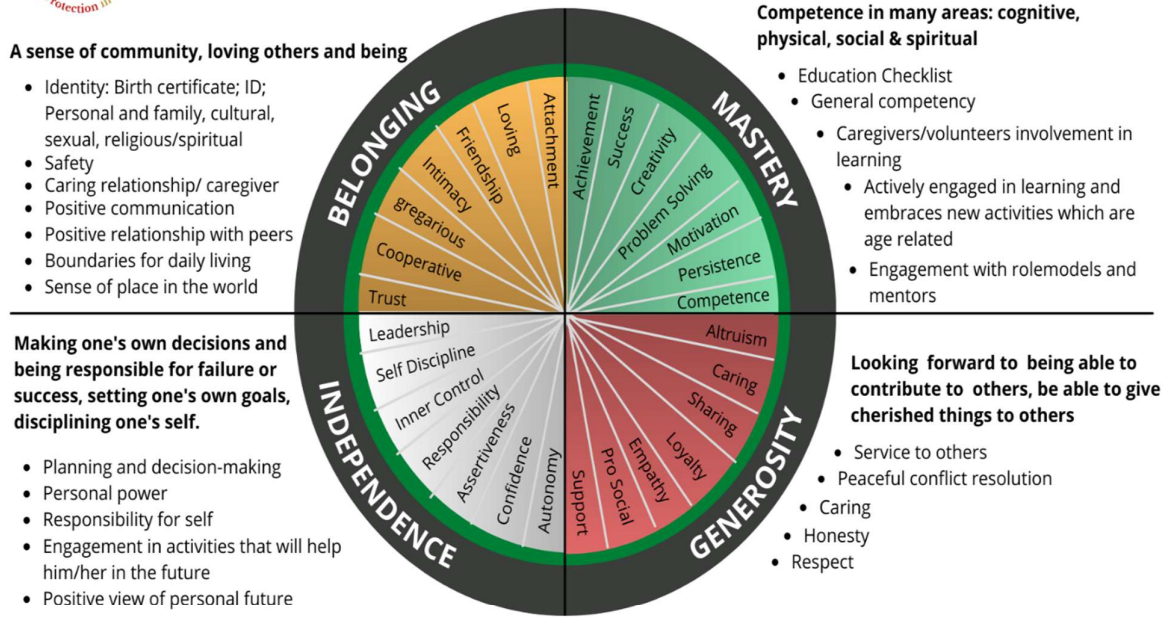 rotection in
A sense of community, loving others and being
• Identity: Birth certificate; ID;
Personal and family, cultural,
sexual, religious/spiritual
• Safety
• Caring relationship/ caregiver
• Positive communication
• Positive relationship with peers
• Boundaries for daily living
• Sense of place in the world
Competence in many areas: cognitive,
physical, social & spiritual
• Education Checklist
• General competency
• Caregivers/volunteers involvement in
learning
• Actively engaged in learning and
embraces new activities which are
age related
• Engagement with rolemodels and
mentors
BELONGING
Trust
Cooperative
gregarious
Intimacy
Friendship
Loving
Attachment
MASTERY
Achievement
Success
Creativity
Problem Solving
Motivation
Persistence
Competence
INDEPENDENCE
Leadership
Self Discipline
Inner Control
Responsibility
Assertiveness
Confidence
Autonomy
GENEROSITY
Altruism
Caring
Sharing
Loyalty
Empathy
Pro Social
Support
Making one's own decisions and
being responsible for failure or
success, setting one's own goals,
disciplining one's self.
• Planning and decision-making
• Personal power
• Responsibility for self
• Engagement in activities that will help
him/her in the future
• Positive view of personal future
Looking forward to being able to
contribute to others, be able to give
cherished things to others
• Service to others
• Peaceful conflict resolution
• Caring
• Honesty
• Respect